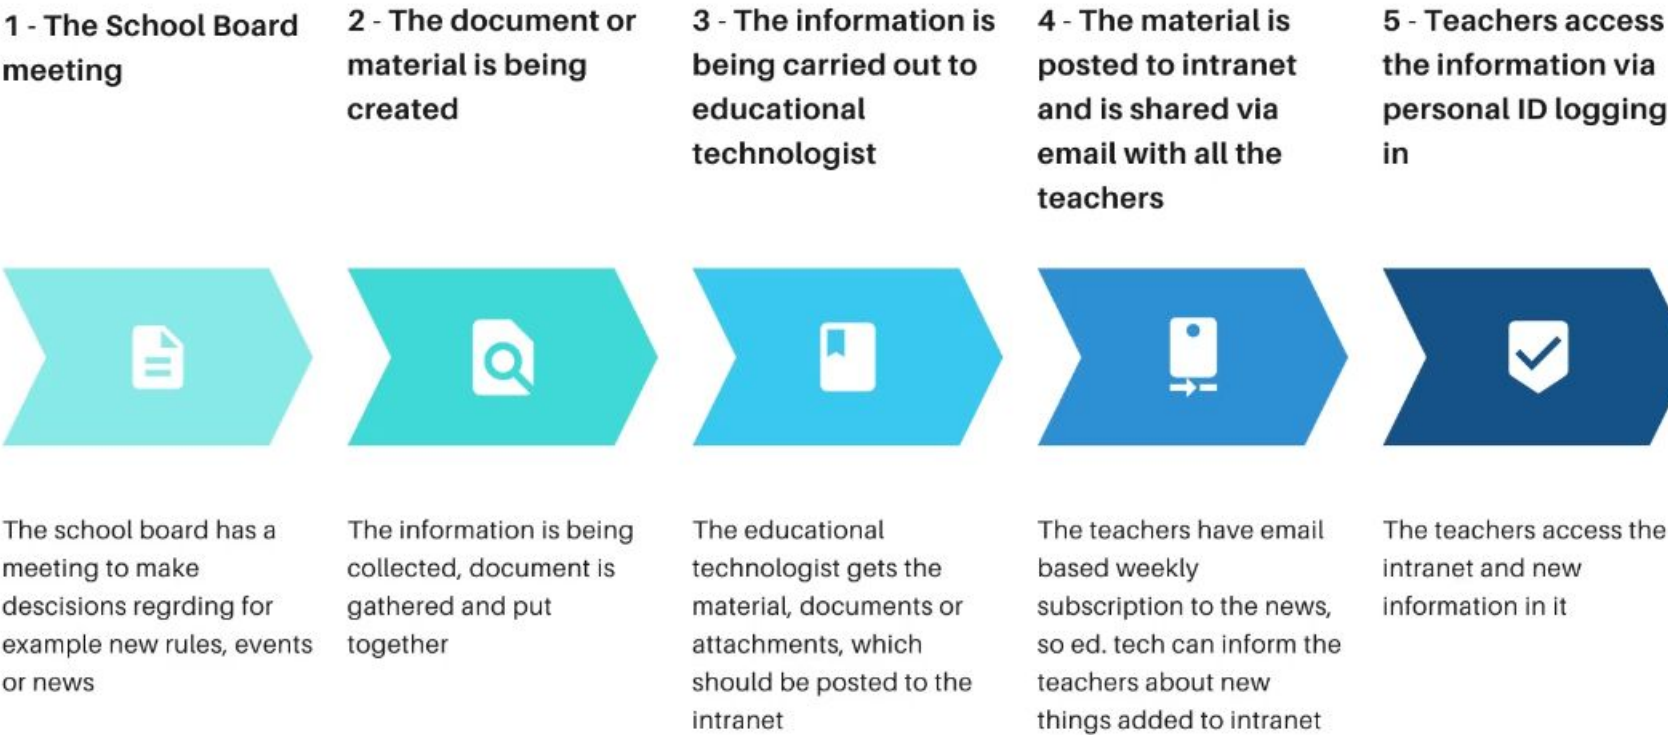 1 - The School Board
meeting
2 - The document or
material is being
created
3 - The information is
being carried out to
educational
technologist
4 - The material is
posted to intranet
and is shared via
email with all the
teachers
5 - Teachers access
the information via
personal ID logging
in
The school board has a
meeting to make
descisions regrding for
example new rules, events
or news
The information is being
collected, document is
gathered and put
together
The educational
technologist gets the
material, documents or
attachments, which
should be posted to the
intranet
The teachers have email
based weekly
subscription to the news,
so ed. tech can inform the
teachers about new
things added to intranet
The teachers access the
intranet and new
information in it